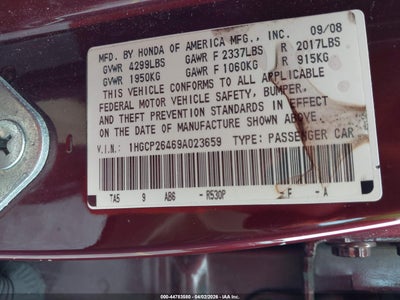 MFD. BY HONDA OF AMERICA MFG., INC. 09/08
GVWR 4299LBS GAWR F 2337LBS R 2017LBS
GVWR 1950KG GAWR F 1060KG R 915KG
THIS VEHICLE CONFORMS TO ALL APPLICABLE
FEDERAL MOTOR VEHICLE SAFETY, BUMPER,
AND THEFT PREVENTION STANDARDS IN EFFECT
ON THE DATE OF MANUFACTURE SHOWN ABOVE.
V.I.N.: 1HGCP26469A023659 TYPE: PASSENGER CAR
TA5 9 AB6 - R530P F - A
000-44783580 - 04/02/2026 - IAA Inc.